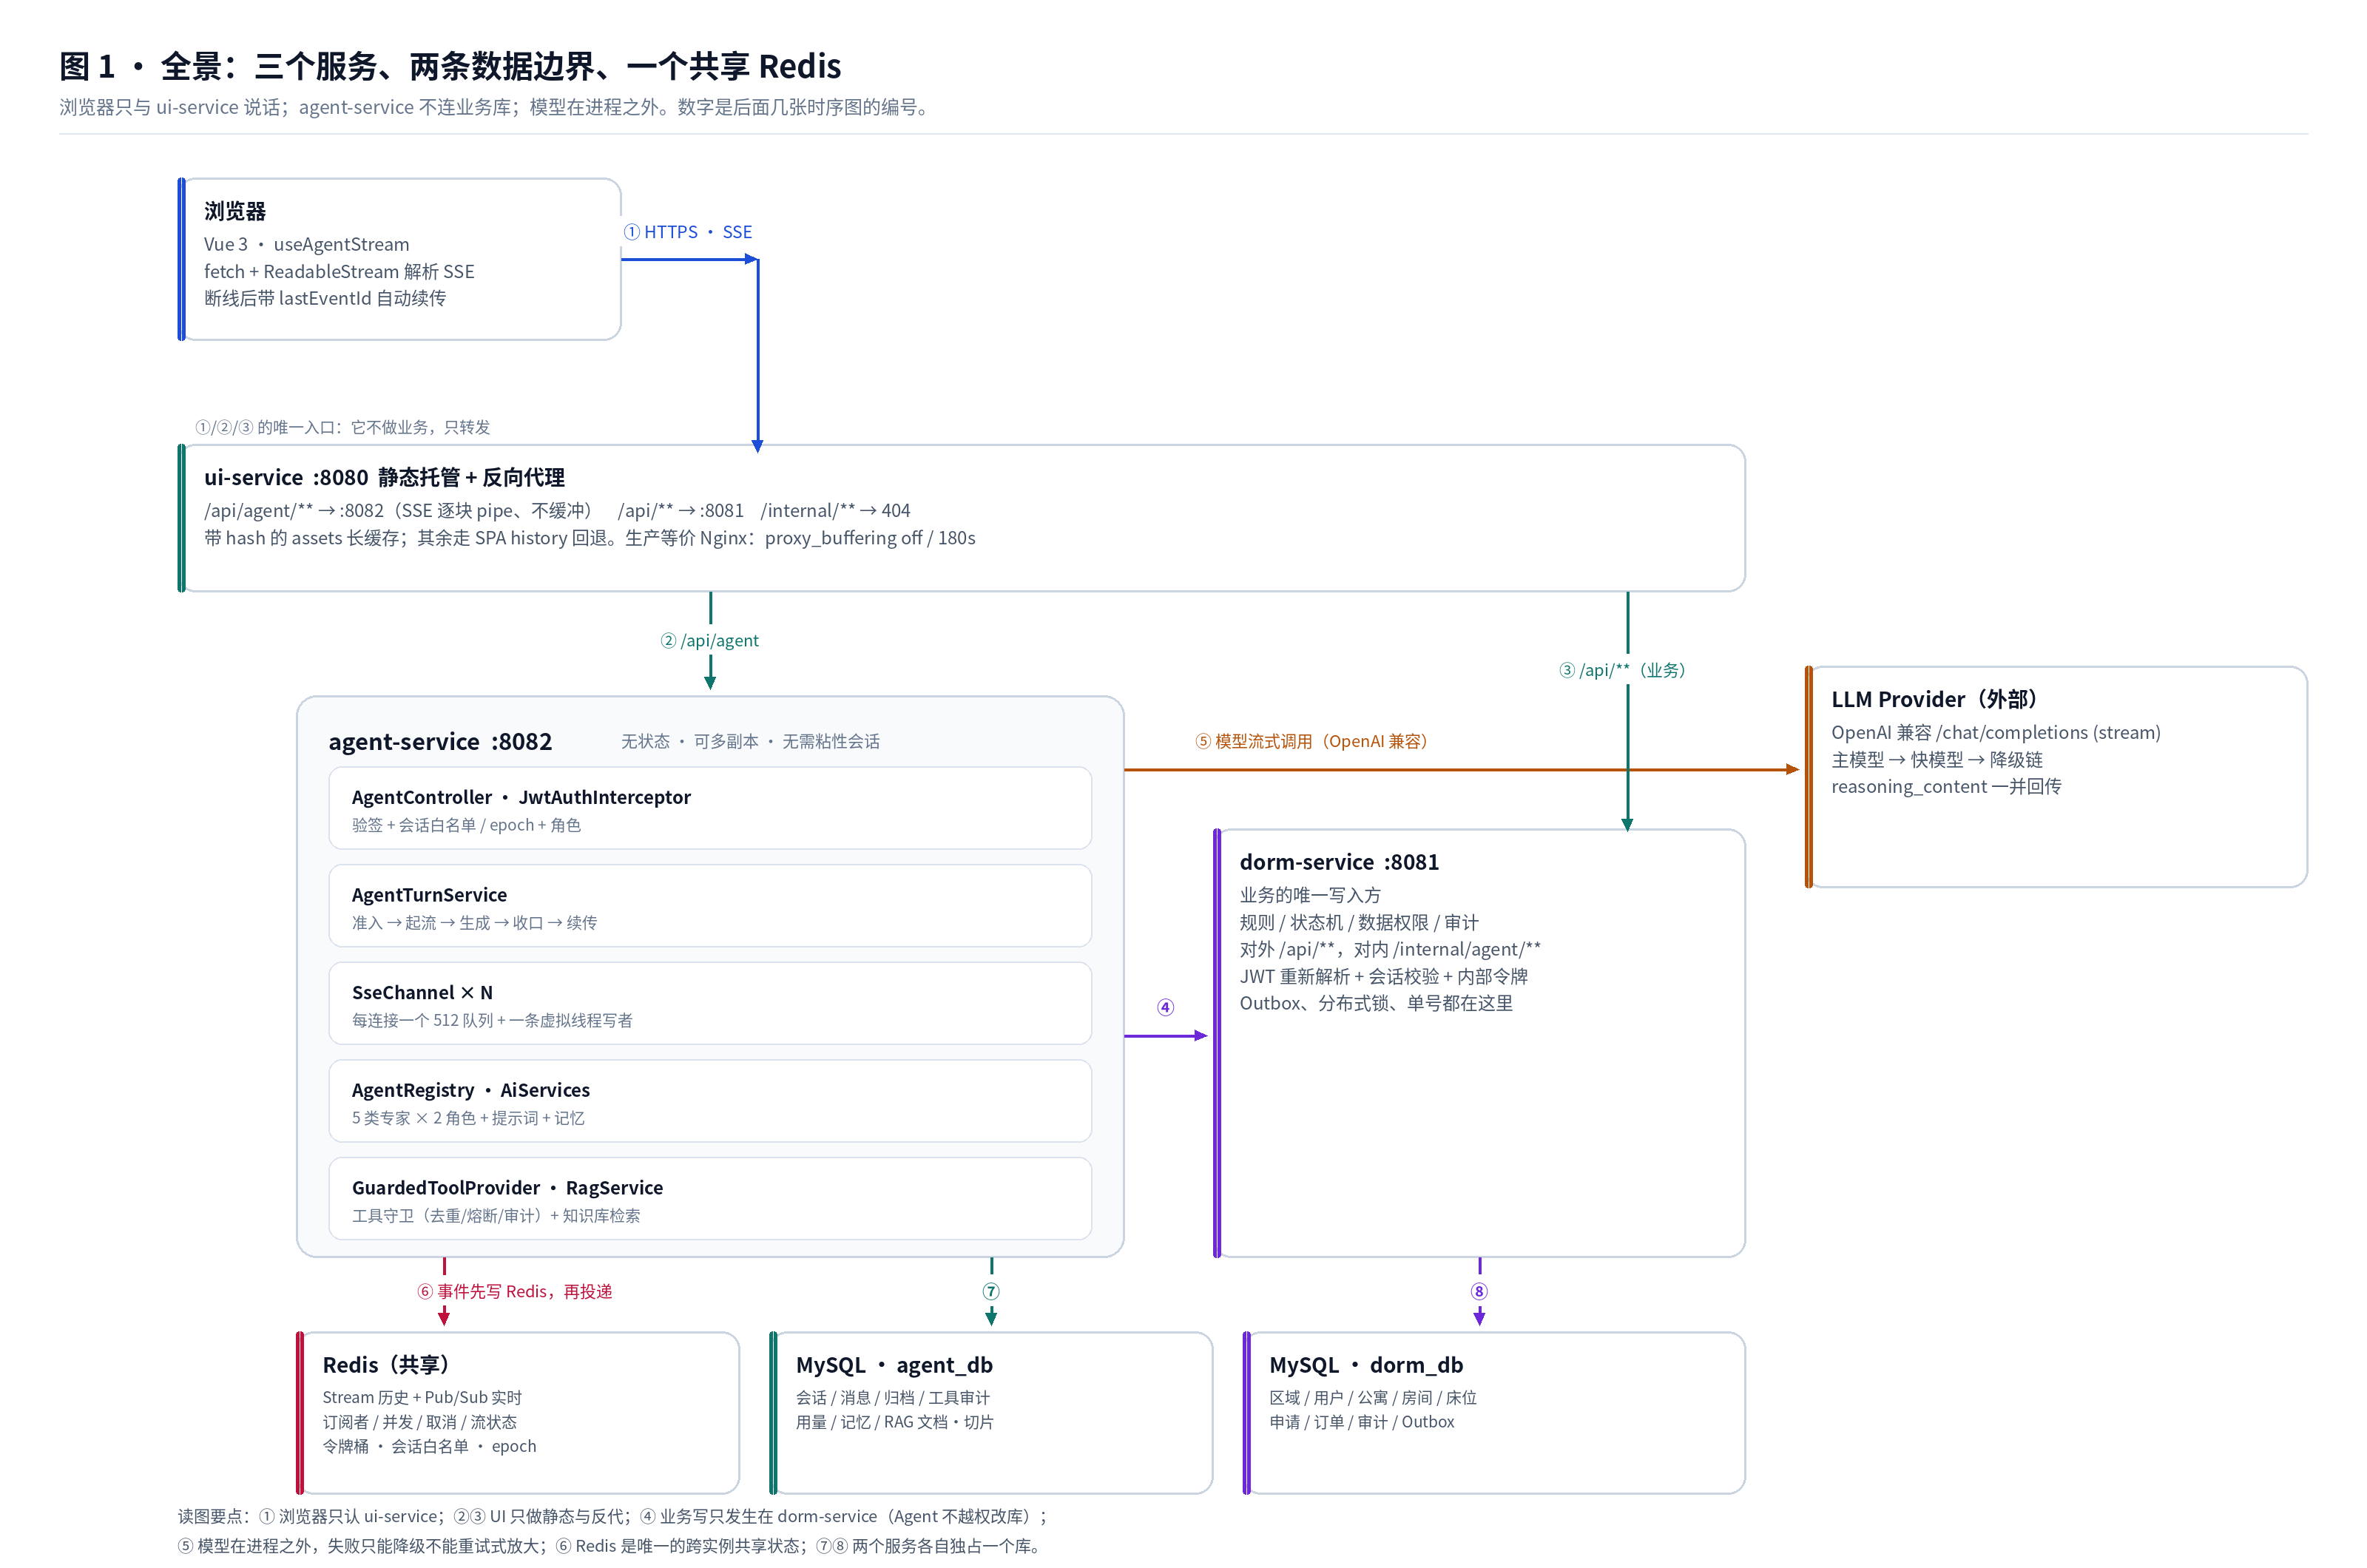 图 1 · 全景：三个服务、两条数据边界、一个共享 Redis
浏览器只与 ui-service 说话；agent-service 不连业务库；模型在进程之外。数字是后面几张时序图的编号。
浏览器
Vue 3 · useAgentStream
fetch + ReadableStream 解析 SSE
断线后带 lastEventId 自动续传
① HTTPS · SSE
①/②/③ 的唯一入口：它不做业务，只转发
ui-service :8080 静态托管 + 反向代理
/api/agent/** → :8082（SSE 逐块 pipe、不缓冲） /api/** → :8081 /internal/** → 404
带 hash 的 assets 长缓存；其余走 SPA history 回退。生产等价 Nginx：proxy_buffering off / 180s
② /api/agent
③ /api/**（业务）
agent-service :8082 无状态 · 可多副本 · 无需粘性会话
AgentController · JwtAuthInterceptor
验签 + 会话白名单 / epoch + 角色
AgentTurnService
准入 → 起流 → 生成 → 收口 → 续传
SseChannel × N
每连接一个 512 队列 + 一条虚拟线程写者
AgentRegistry · AiServices
5 类专家 × 2 角色 + 提示词 + 记忆
GuardedToolProvider · RagService
工具守卫（去重/熔断/审计）+ 知识库检索
⑤ 模型流式调用（OpenAI 兼容）
LLM Provider（外部）
OpenAI 兼容 /chat/completions (stream)
主模型 → 快模型 → 降级链
reasoning_content 一并回传
④
dorm-service :8081
业务的唯一写入方
规则 / 状态机 / 数据权限 / 审计
对外 /api/**，对内 /internal/agent/**
JWT 重新解析 + 会话校验 + 内部令牌
Outbox、分布式锁、单号都在这里
⑥ 事件先写 Redis，再投递
⑦
⑧
Redis（共享）
Stream 历史 + Pub/Sub 实时
订阅者 / 并发 / 取消 / 流状态
令牌桶 · 会话白名单 · epoch
MySQL · agent_db
会话 / 消息 / 归档 / 工具审计
用量 / 记忆 / RAG 文档·切片
MySQL · dorm_db
区域 / 用户 / 公寓 / 房间 / 床位
申请 / 订单 / 审计 / Outbox
读图要点：① 浏览器只认 ui-service；②③ UI 只做静态与反代；④ 业务写只发生在 dorm-service（Agent 不越权改库）；
⑤ 模型在进程之外，失败只能降级不能重试式放大；⑥ Redis 是唯一的跨实例共享状态；⑦⑧ 两个服务各自独占一个库。